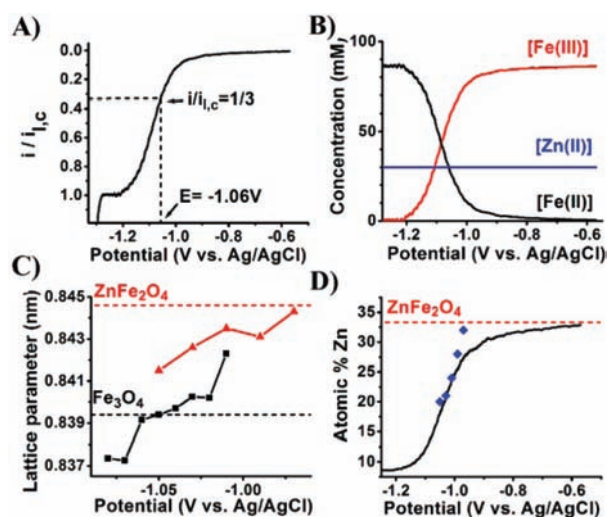 A)
0.0
0.2
0.4
0.6
0.8
1.0
i / i_l,c
i/i_l,c=1/3
E= -1.06V
-1.2 -1.0 -0.8 -0.6
Potential (V vs. Ag/AgCl)
B)
100
50
0
Concentration (mM)
[Fe(III)]
[Zn(II)]
[Fe(II)]
-1.2 -1.0 -0.8 -0.6
Potential (V vs. Ag/AgCl)
C)
0.845
0.843
0.841
0.839
0.837
Lattice parameter (nm)
ZnFe₂O₄
Fe₃O₄
-1.05 -1.00
Potential (V vs. Ag/AgCl)
D)
35
30
25
20
15
10
Atomic % Zn
ZnFe₂O₄
-1.2 -1.0 -0.8 -0.6
Potential (V vs. Ag/AgCl)